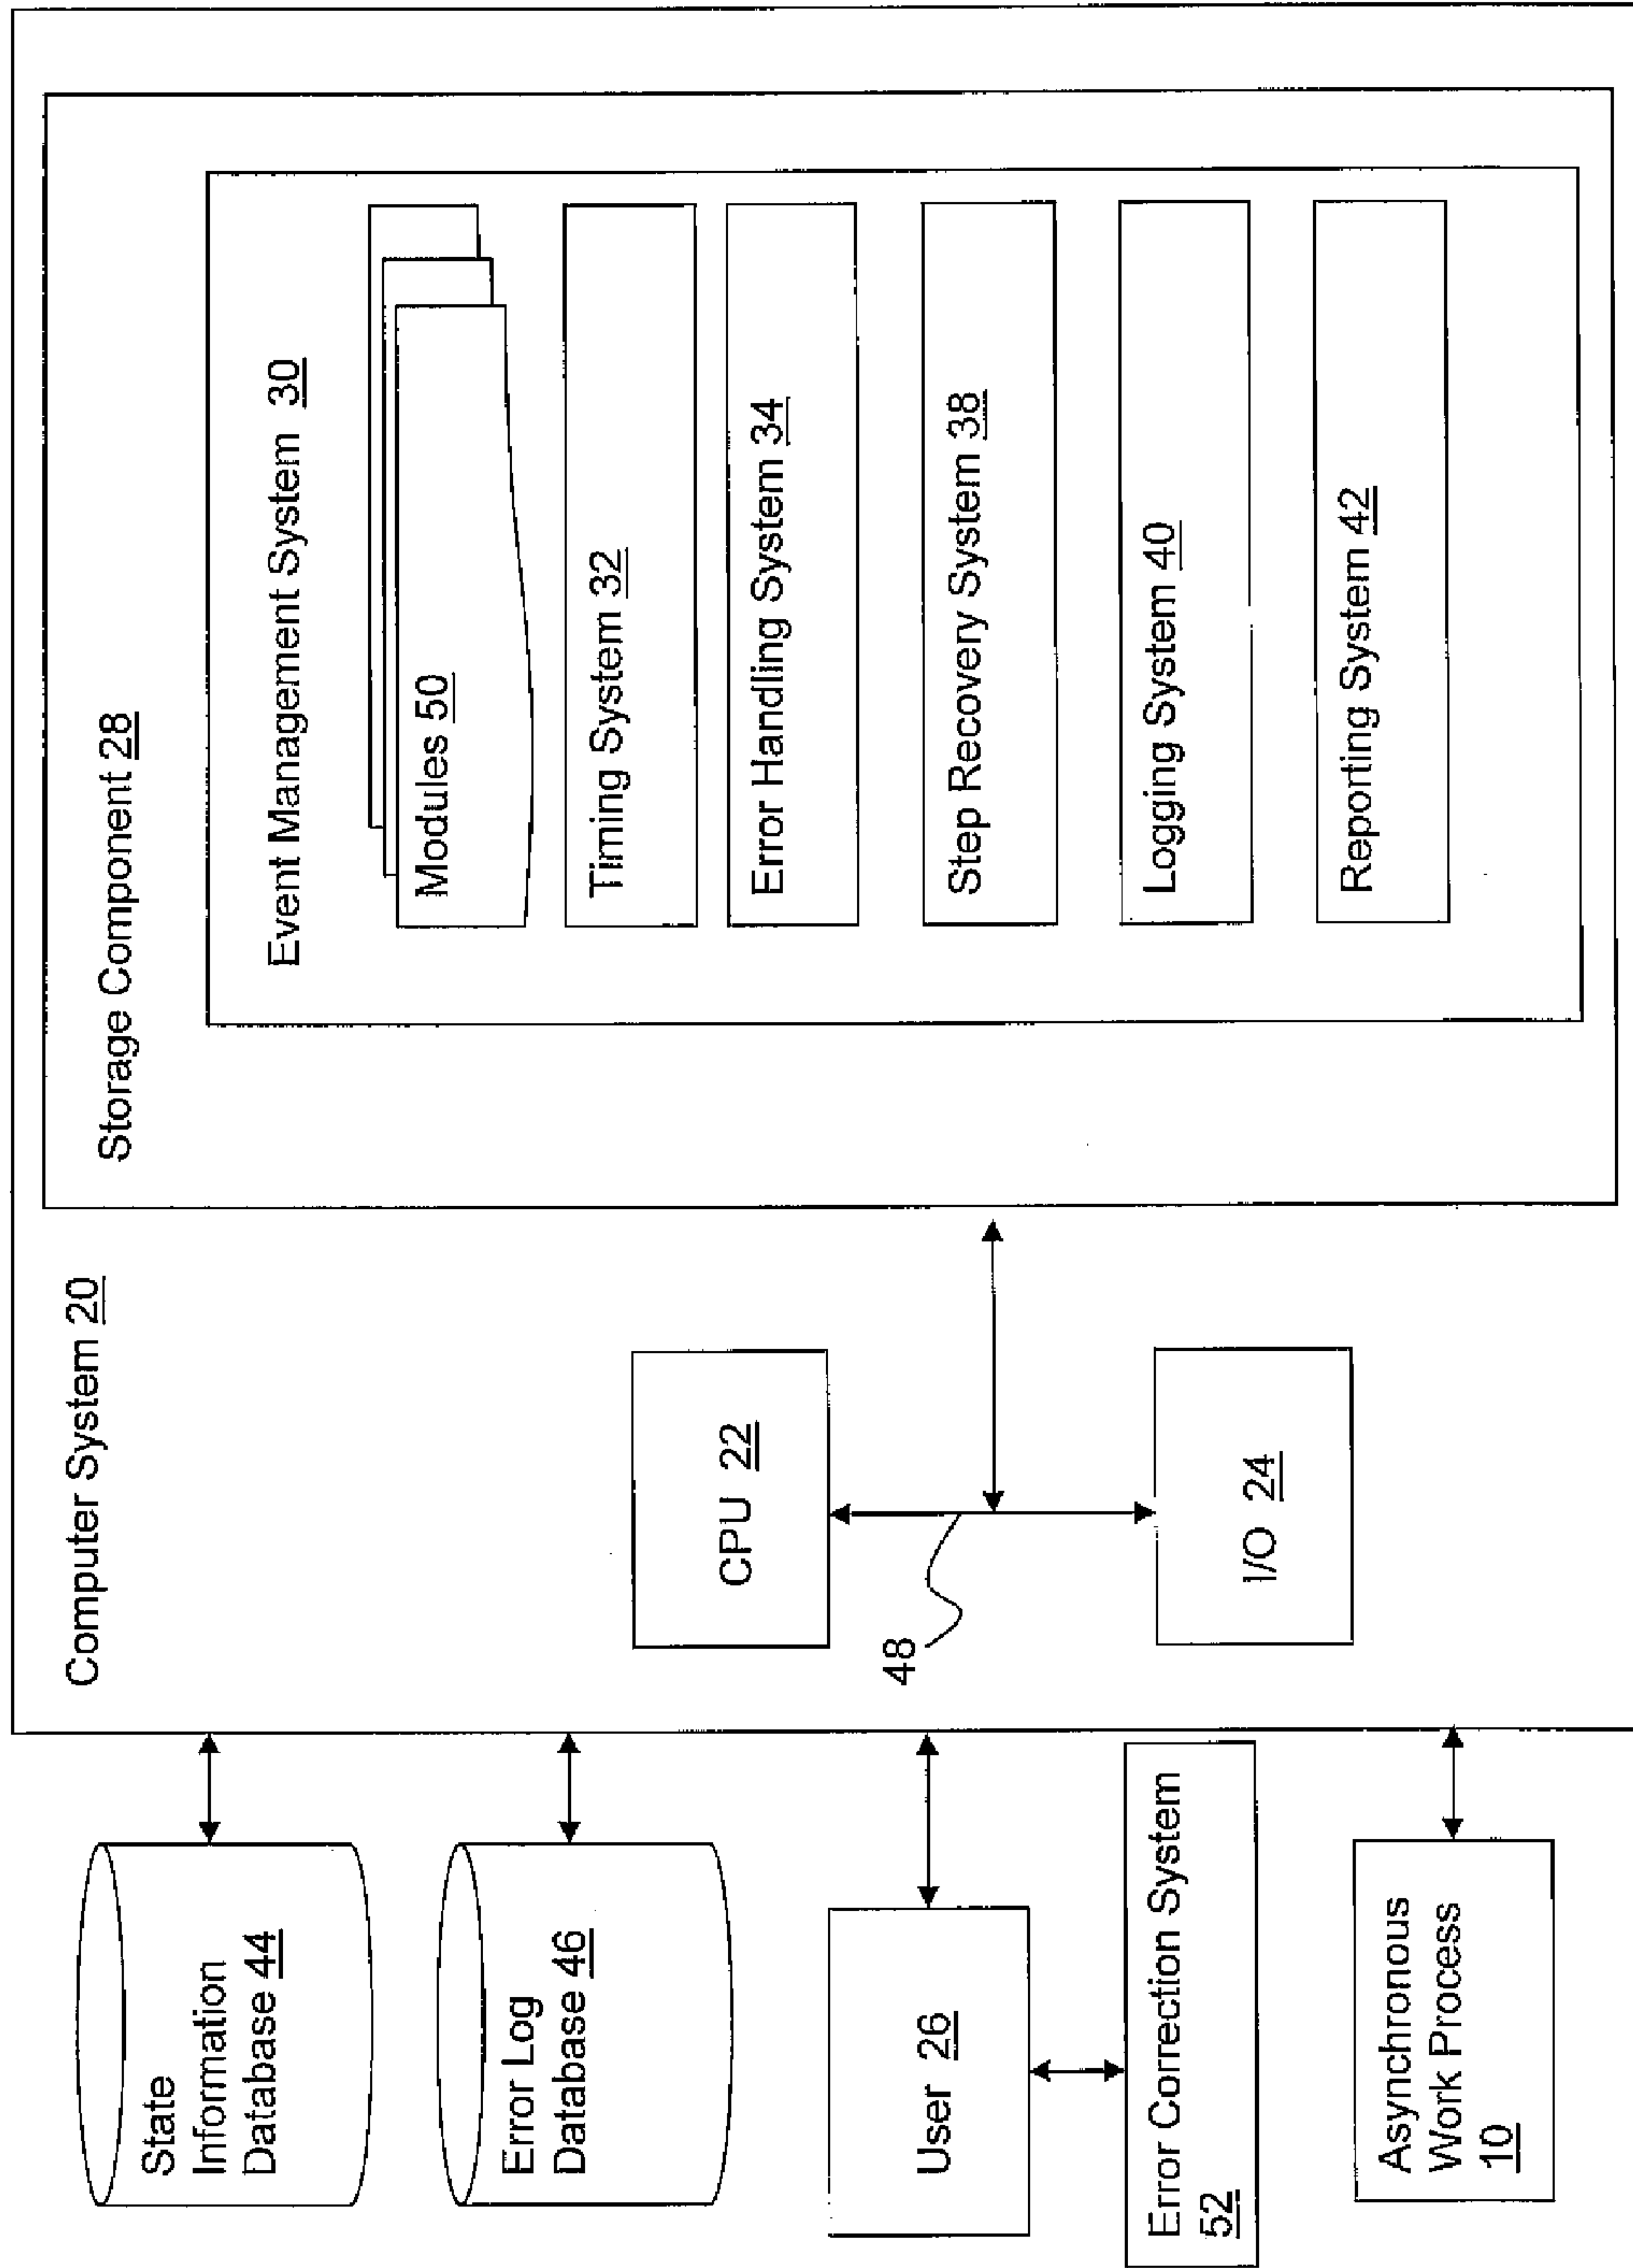 State
Information
Database 44
Error Log
Database 46
User 26
Error Correction System
52
Asynchronous
Work Process
10
Computer System 20
CPU 22
48
I/O 24
Storage Component 28
Event Management System 30
Modules 50
Timing System 32
Error Handling System 34
Step Recovery System 38
Logging System 40
Reporting System 42